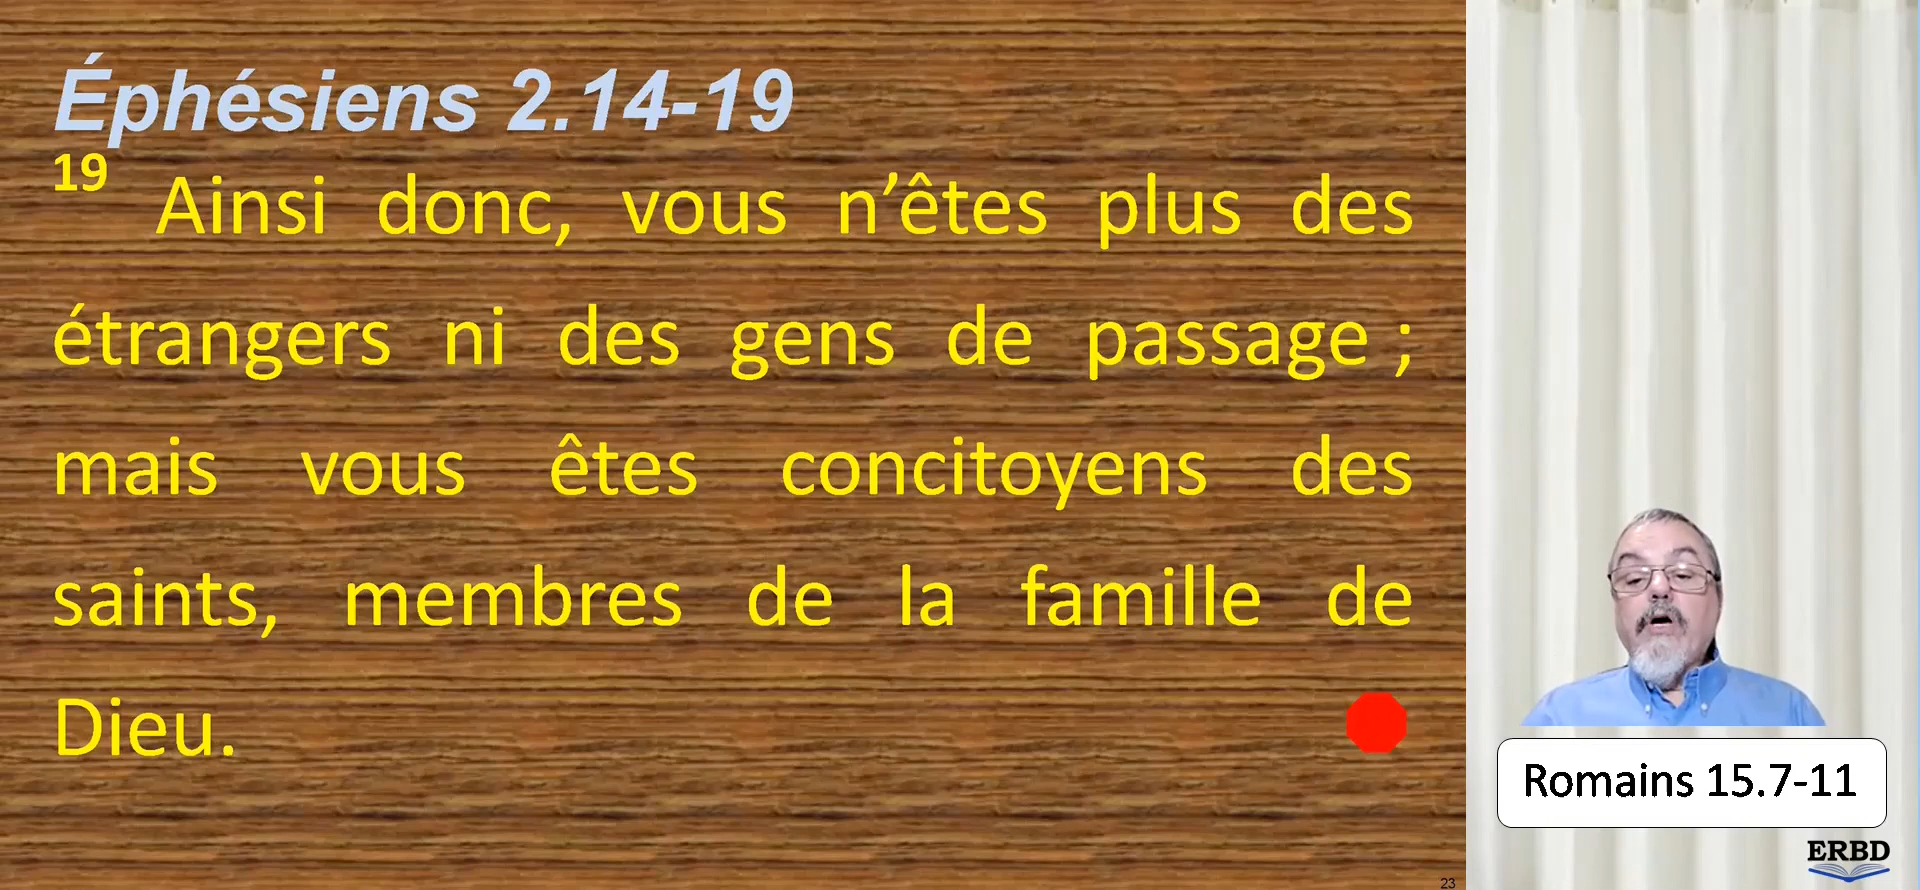 Éphésiens 2.14-19
19 Ainsi donc, vous n’êtes plus des
étrangers ni des gens de passage ;
mais vous êtes concitoyens des
saints, membres de la famille de
Dieu.
Romains 15.7-11
ERBD
23